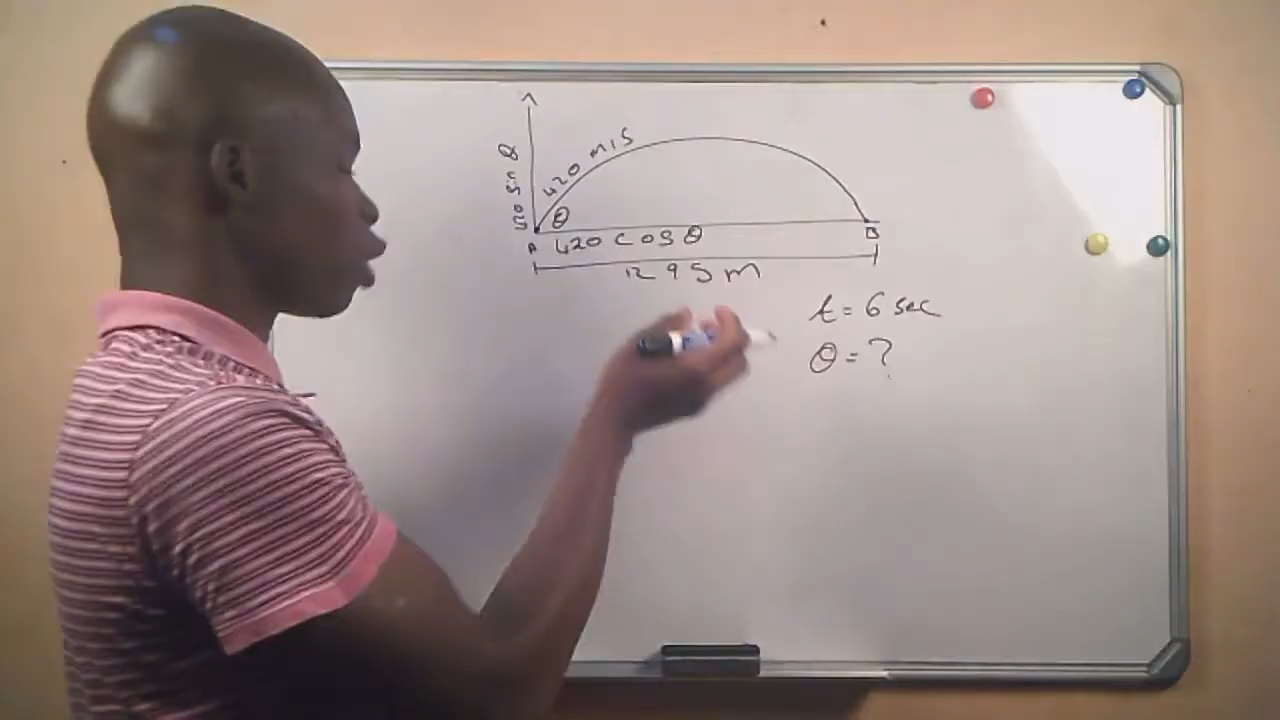 420 m/s
420 sin θ
θ
A 420 cos θ B
1295 m
t = 6 sec
θ = ?